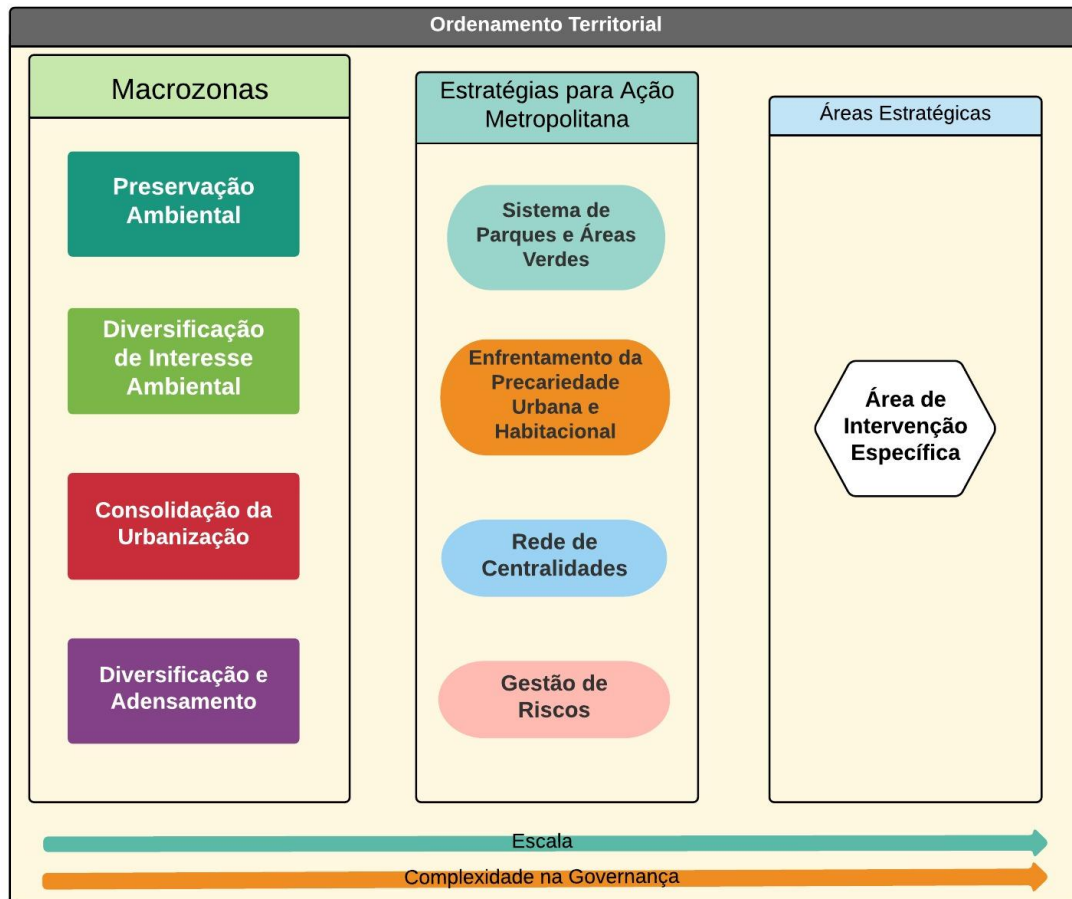 Ordenamento Territorial
Macrozonas
Preservação
Ambiental
Diversificação
de Interesse
Ambiental
Consolidação da
Urbanização
Diversificação e
Adensamento
Estratégias para Ação
Metropolitana
Sistema de
Parques e Áreas
Verdes
Enfrentamento da
Precariedade
Urbana e
Habitacional
Rede de
Centralidades
Gestão de
Riscos
Áreas Estratégicas
Área de
Intervenção
Específica
Escala
Complexidade na Governança